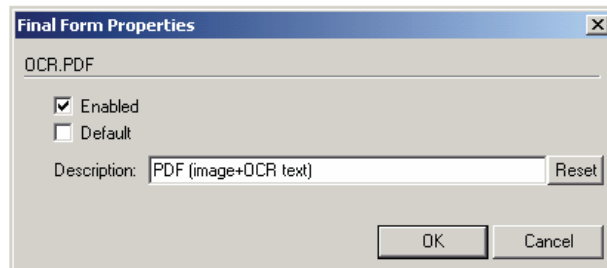 Final Form Properties
OCR.PDF
Enabled
Default
Description: PDF (image+OCR text) Reset
OK Cancel